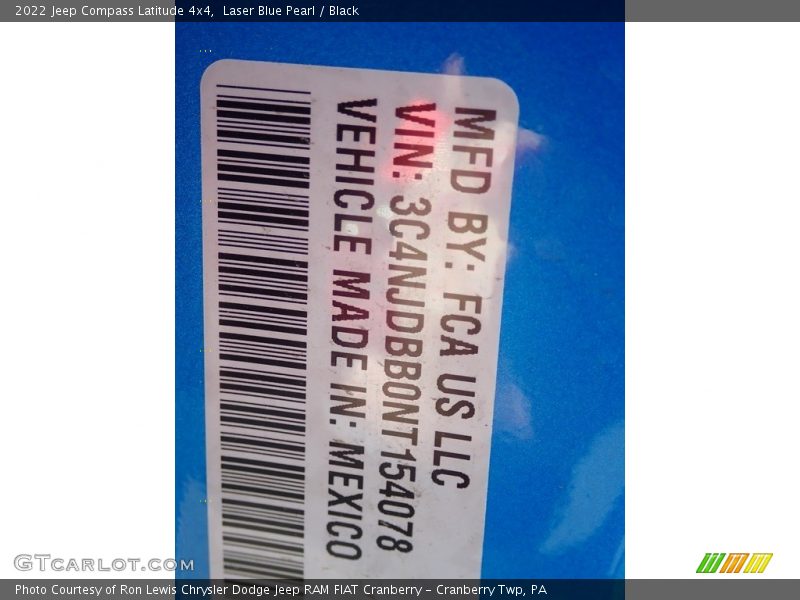 2022 Jeep Compass Latitude 4x4,  Laser Blue Pearl / Black
MFD BY: FCA US LLC
VIN: 3C4NJDBB0NT154078
VEHICLE MADE IN: MEXICO
GTcarlot.com
Photo Courtesy of Ron Lewis Chrysler Dodge Jeep RAM FIAT Cranberry – Cranberry Twp, PA